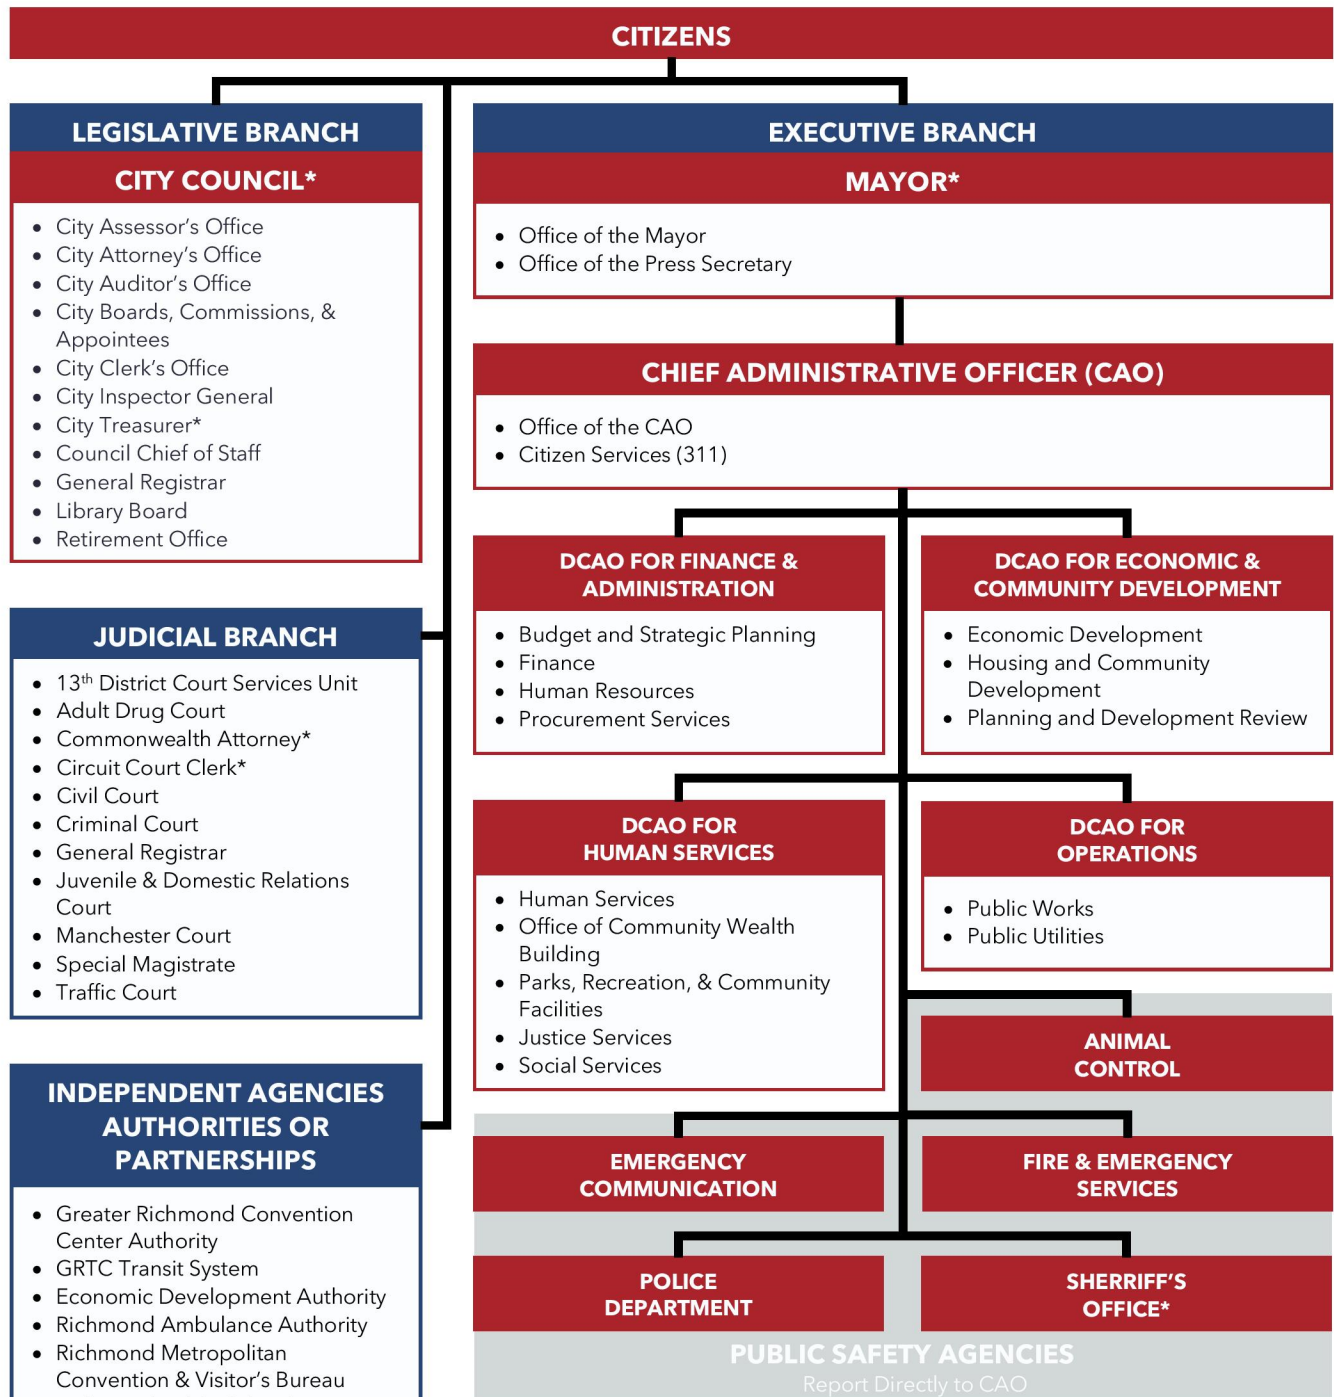 CITIZENS
LEGISLATIVE BRANCH
CITY COUNCIL*
• City Assessor’s Office
• City Attorney’s Office
• City Auditor’s Office
• City Boards, Commissions, &
Appointees
• City Clerk’s Office
• City Inspector General
• City Treasurer*
• Council Chief of Staff
• General Registrar
• Library Board
• Retirement Office
JUDICIAL BRANCH
• 13th District Court Services Unit
• Adult Drug Court
• Commonwealth Attorney*
• Circuit Court Clerk*
• Civil Court
• Criminal Court
• General Registrar
• Juvenile & Domestic Relations
Court
• Manchester Court
• Special Magistrate
• Traffic Court
INDEPENDENT AGENCIES
AUTHORITIES OR
PARTNERSHIPS
• Greater Richmond Convention
Center Authority
• GRTC Transit System
• Economic Development Authority
• Richmond Ambulance Authority
• Richmond Metropolitan
Convention & Visitor’s Bureau
EXECUTIVE BRANCH
MAYOR*
• Office of the Mayor
• Office of the Press Secretary
CHIEF ADMINISTRATIVE OFFICER (CAO)
• Office of the CAO
• Citizen Services (311)
DCAO FOR FINANCE &
ADMINISTRATION
• Budget and Strategic Planning
• Finance
• Human Resources
• Procurement Services
DCAO FOR ECONOMIC &
COMMUNITY DEVELOPMENT
• Economic Development
• Housing and Community
Development
• Planning and Development Review
DCAO FOR
HUMAN SERVICES
• Human Services
• Office of Community Wealth
Building
• Parks, Recreation, & Community
Facilities
• Justice Services
• Social Services
DCAO FOR
OPERATIONS
• Public Works
• Public Utilities
ANIMAL
CONTROL
EMERGENCY
COMMUNICATION
FIRE & EMERGENCY
SERVICES
POLICE
DEPARTMENT
SHERRIFF’S
OFFICE*
PUBLIC SAFETY AGENCIES
Report Directly to CAO